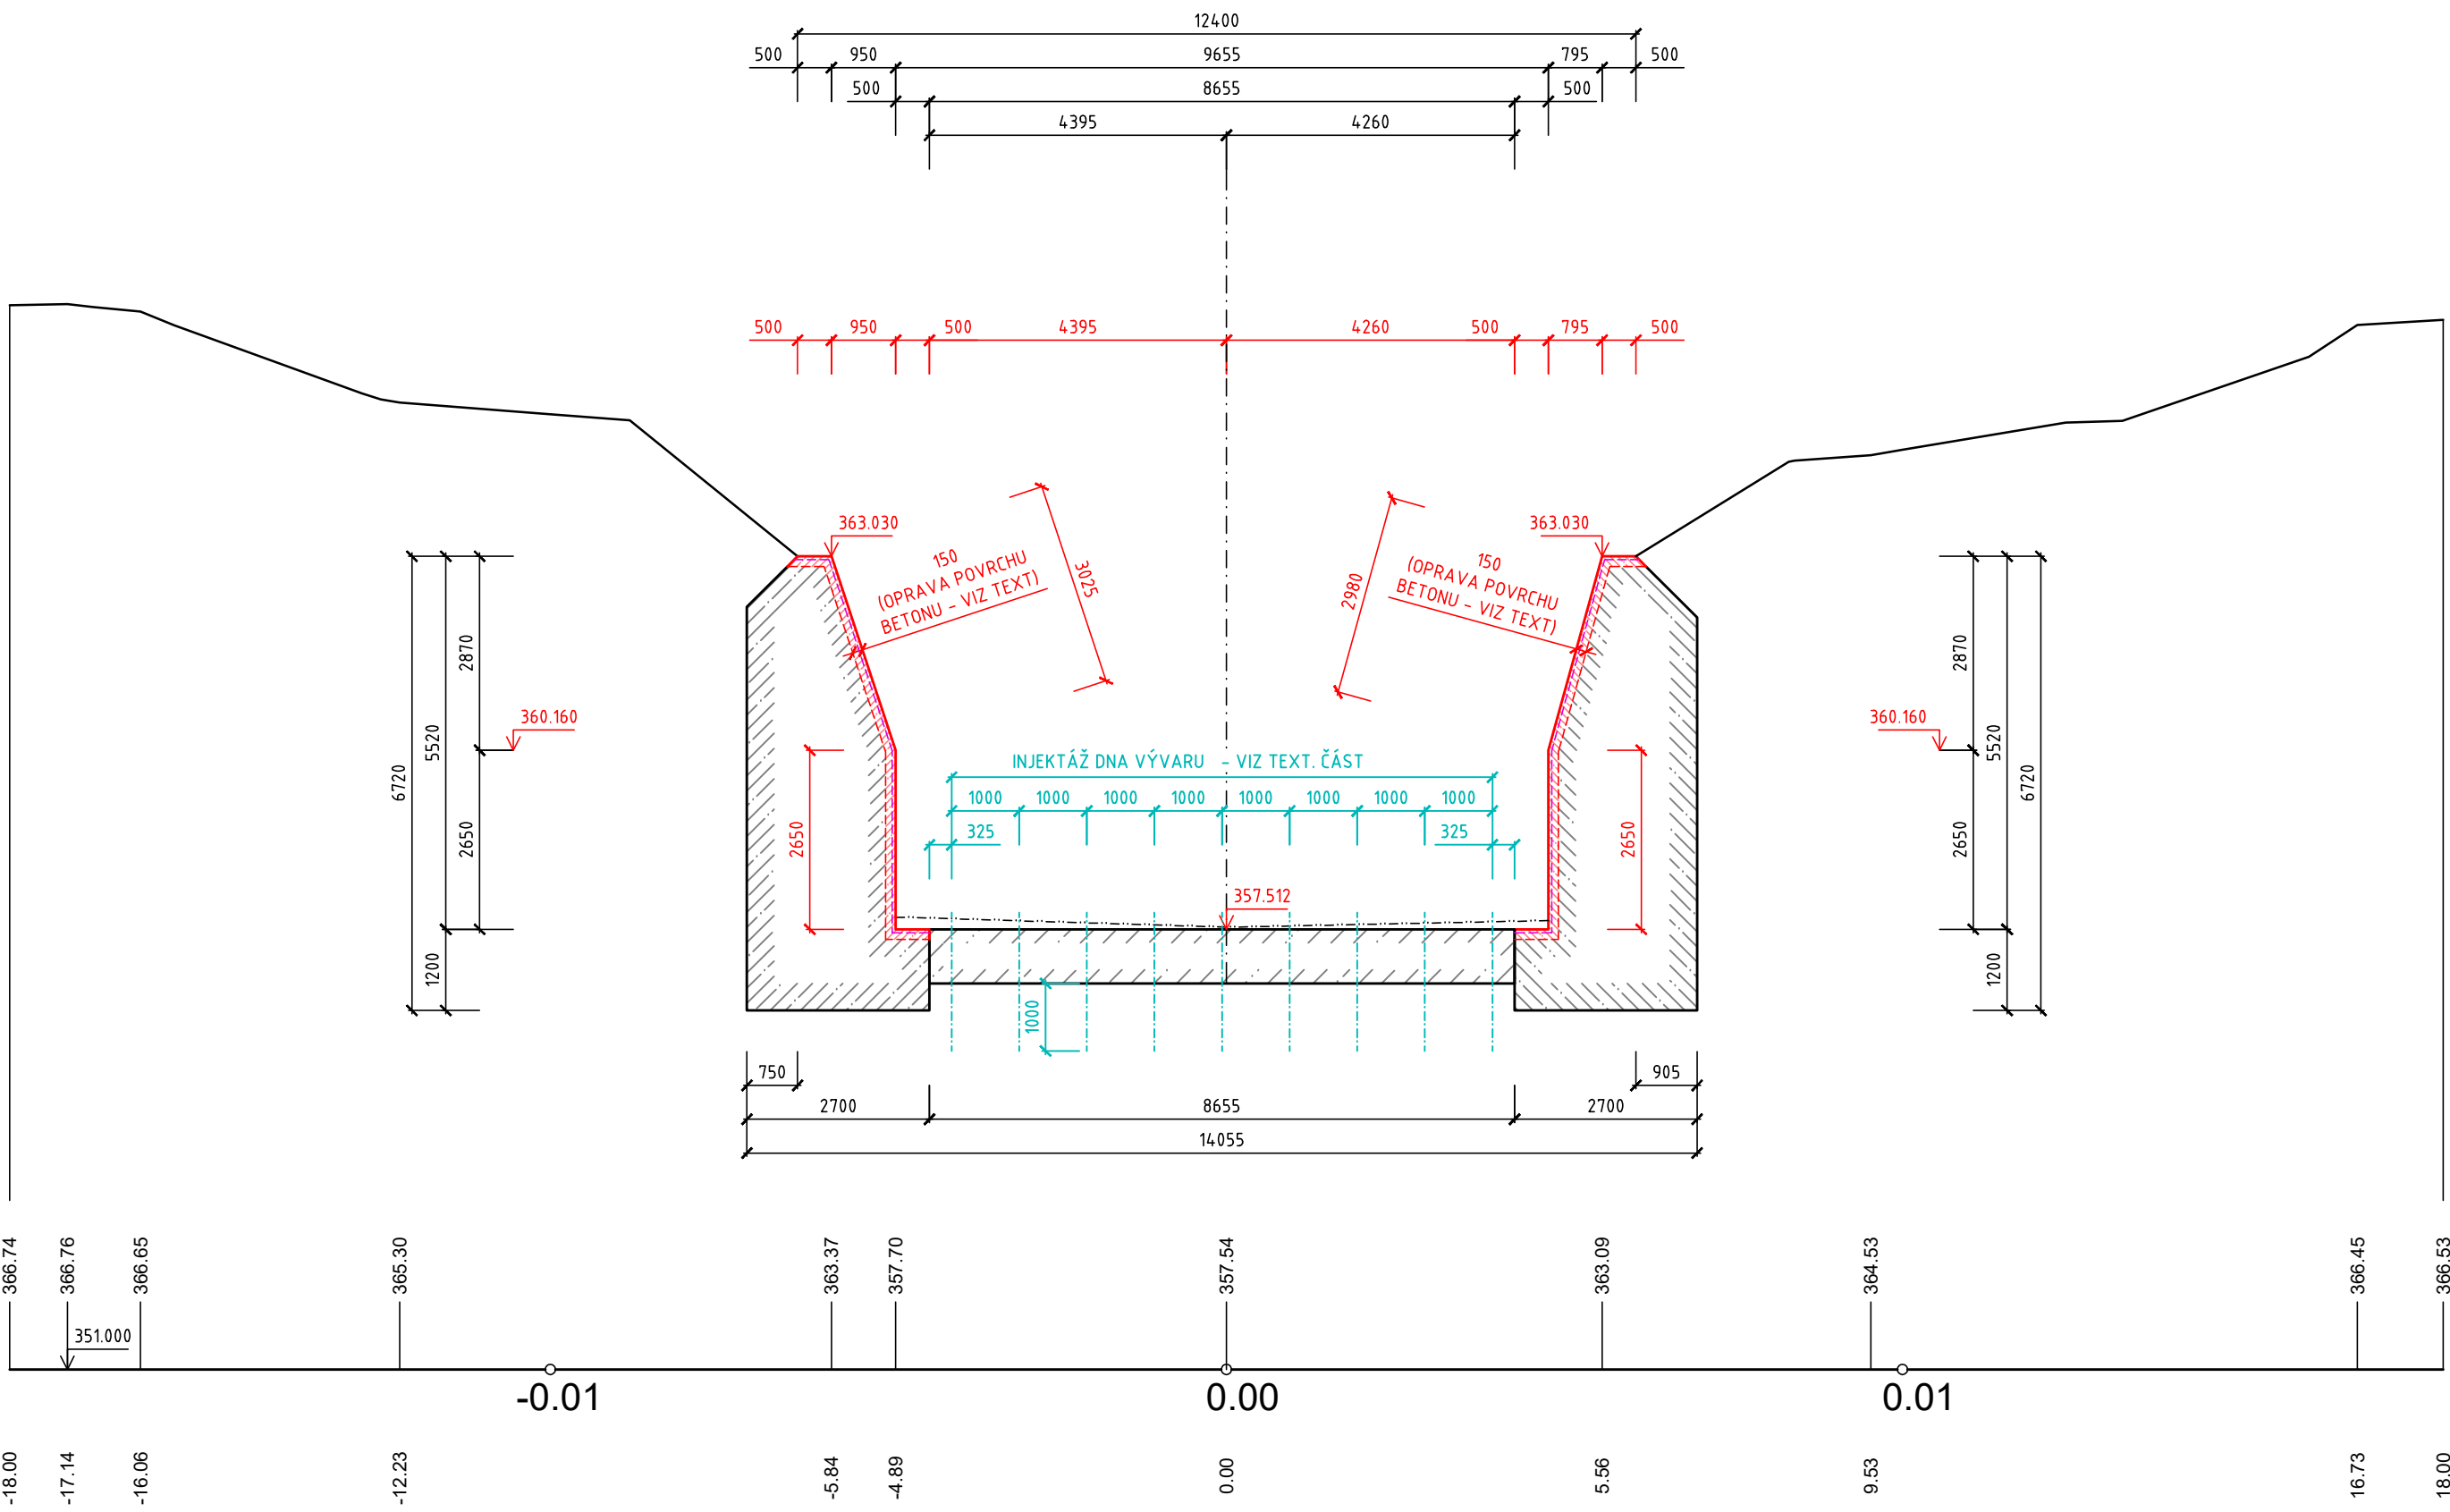 12400
500 950 9655 795 500
500 8655 500
4395 4260
500 950 500 4395 4260 500 795 500
363.030
363.030
150
(OPRAVA POVRCHU
BETONU - VIZ TEXT)
3025
2980
150
(OPRAVA POVRCHU
BETONU - VIZ TEXT)
6720
5520
1200
2870
2650
360.160
2650
INJEKTÁŽ DNA VÝVARU - VIZ TEXT. ČÁST
1000 1000 1000 1000 1000 1000 1000 1000
325 325
357.512
1000
2650
360.160
2870
2650
5520
1200
6720
750 905
2700 8655 2700
14055
366.74 366.76 366.65 365.30 363.37 357.70 357.54 363.09 364.53 366.45 366.53
351.000
-0.01 0.00 0.01
-18.00 -17.14 -16.06 -12.23 -5.84 -4.89 0.00 5.56 9.53 16.73 18.00